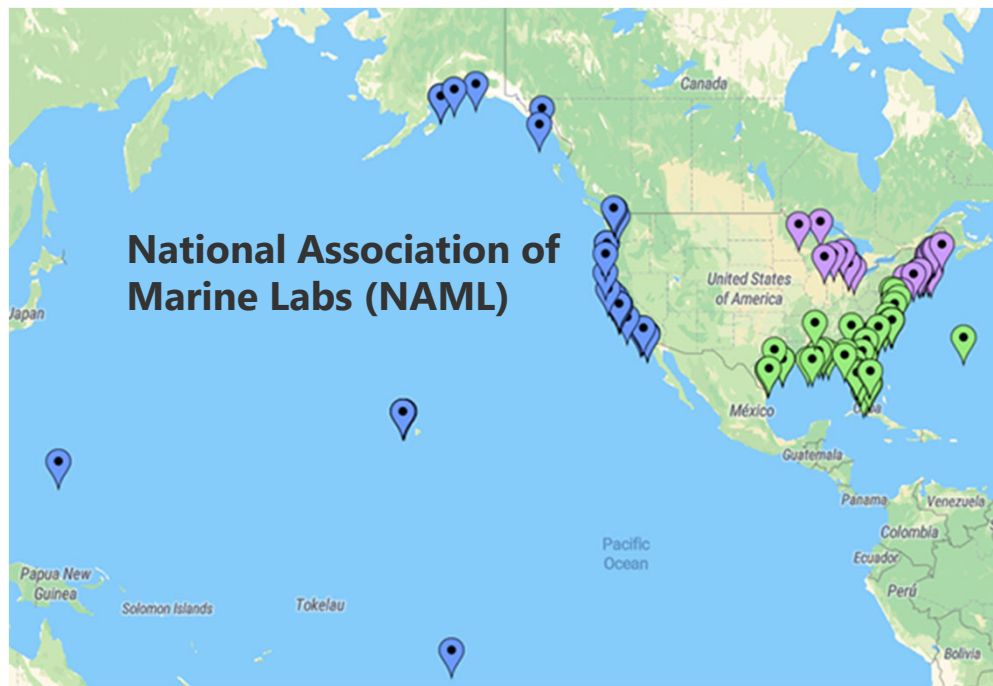 Canada
National Association of
Marine Labs (NAML)
United States
of America
Japan
México
Guatemala
Panama
Venezuela
Colombia
Ecuador
Pacific
Ocean
Papua New
Guinea
Solomon Islands
Tokelau
Perú
Bolivia